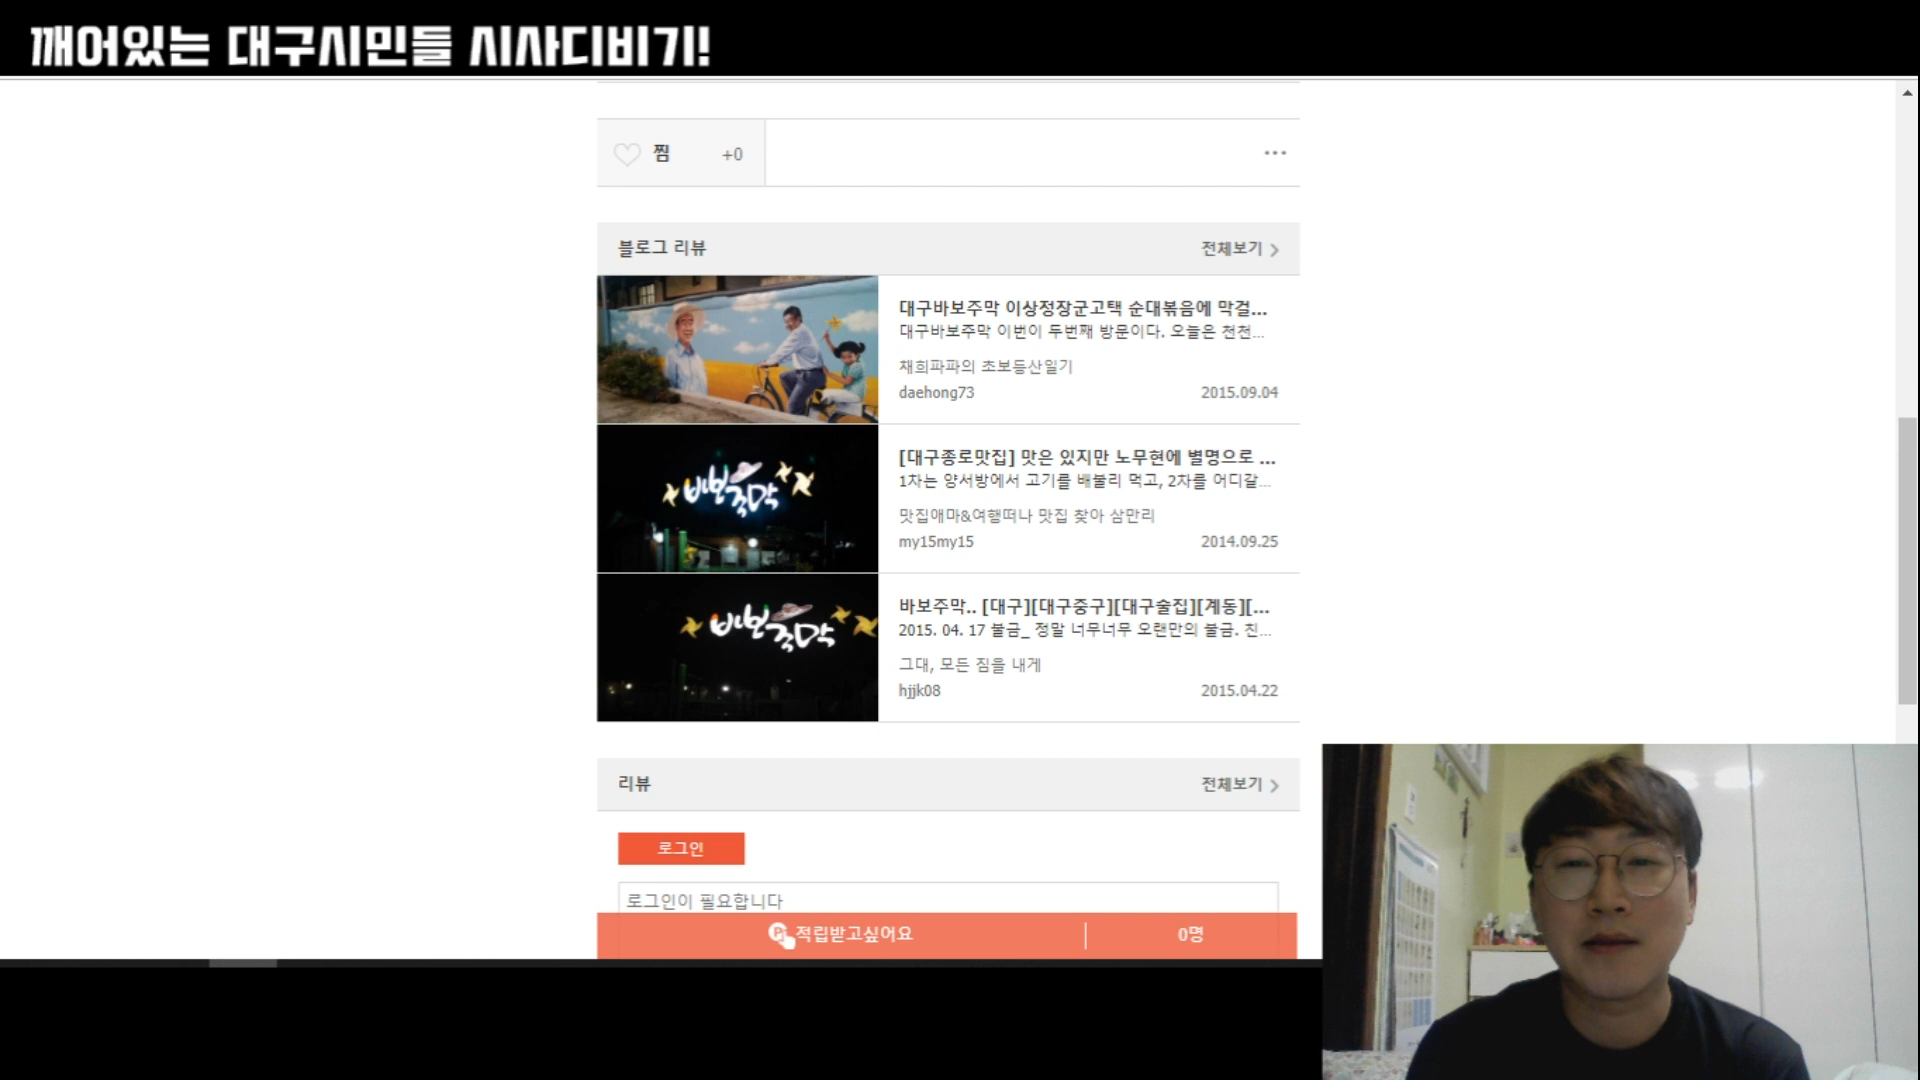 깨어있는 대구시민들 시사디비기!
찜 +0
블로그 리뷰 전체보기
대구바보주막 이상정장군고택 순대볶음에 막걸...
대구바보주막 이번이 두번째 방문이다. 오늘은 천천...
채희파파의 초보등산일기
daehong73 2015.09.04
바보주막
[대구종로맛집] 맛은 있지만 노무현에 별명으로 ...
1차는 양서방에서 고기를 배불리 먹고, 2차를 어디갈...
맛집애마&여행떠나 맛집 찾아 삼만리
my15my15 2014.09.25
바보주막
바보주막.. [대구][대구중구][대구술집][계동][...
2015. 04. 17 불금_ 정말 너무너무 오랜만의 불금. 친...
그대, 모든 짐을 내게
hjjk08 2015.04.22
리뷰 전체보기
로그인
로그인이 필요합니다
적립받고싶어요 0명